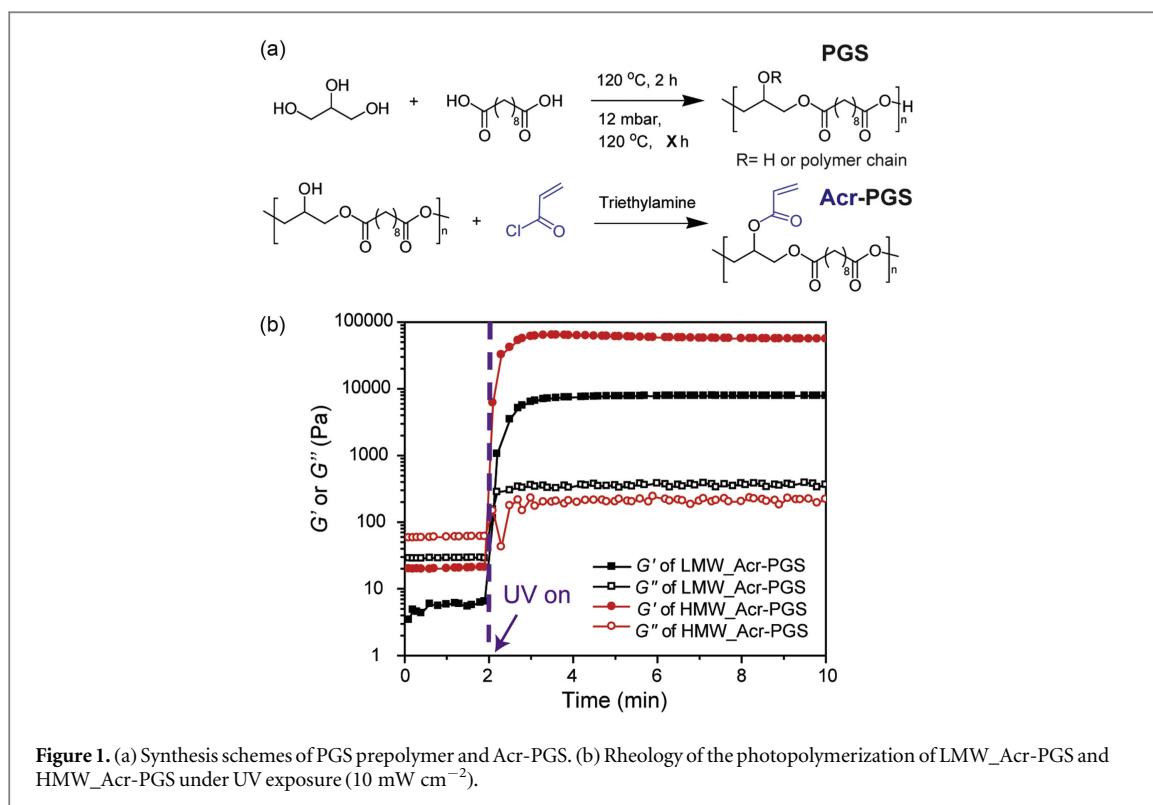 (a)
PGS
OH
HO
OH
+
HO
OH
O
8
O
120 °C, 2 h
12 mbar,
120 °C, X h
OR
O
O
8
O
O
H
n
R= H or polymer chain
OH
O
O
8
O
O
n
+
Cl
O
Triethylamine
Acr-PGS
O
O
O
O
8
O
O
n
(b)
100000
10000
1000
100
10
1
G' or G" (Pa)
UV on
G' of LMW_Acr-PGS
G" of LMW_Acr-PGS
G' of HMW_Acr-PGS
G" of HMW_Acr-PGS
0 2 4 6 8 10
Time (min)
Figure 1. (a) Synthesis schemes of PGS prepolymer and Acr-PGS. (b) Rheology of the photopolymerization of LMW_Acr-PGS and
HMW_Acr-PGS under UV exposure (10 mW cm⁻²).